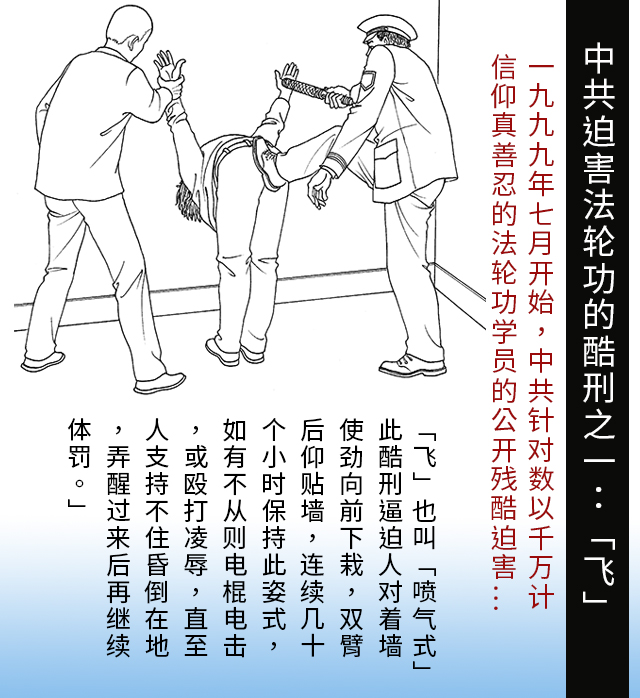 中共迫害法轮功的酷刑之一：「飞」
一九九九年七月开始，中共针对数以千万计
信仰真善忍的法轮功学员的公开残酷迫害…
「飞」也叫「喷气式」
此酷刑逼迫人对着墙
使劲向前下栽，双臂
后仰贴墙，连续几十
个小时保持此姿式，
如有不从则电棍电击
，或殴打凌辱，直至
人支持不住昏倒在地
，弄醒过来后再继续
体罚。」